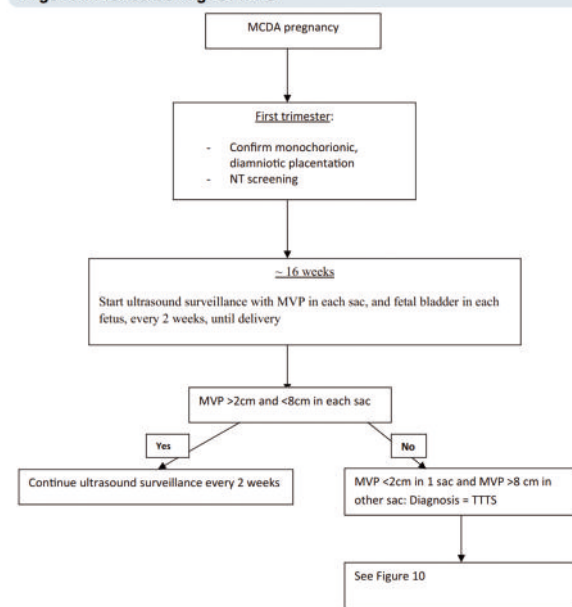 MCDA pregnancy
First trimester:
- Confirm monochorionic,
diamniotic placentation
- NT screening
~ 16 weeks
Start ultrasound surveillance with MVP in each sac, and fetal bladder in each
fetus, every 2 weeks, until delivery
MVP >2cm and <8cm in each sac
Yes
No
Continue ultrasound surveillance every 2 weeks
MVP <2cm in 1 sac and MVP >8 cm in
other sac: Diagnosis = TTTS
See Figure 10